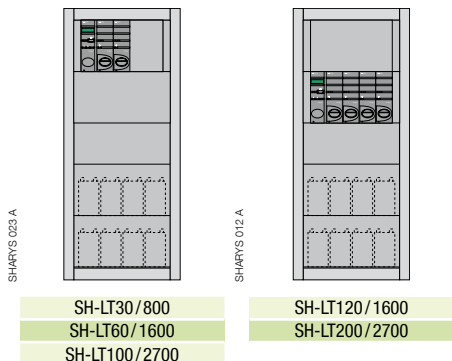 SHARYS 023 A
SHARYS 012 A
SH-LT30/800
SH-LT60/1600
SH-LT100/2700
SH-LT120/1600
SH-LT200/2700